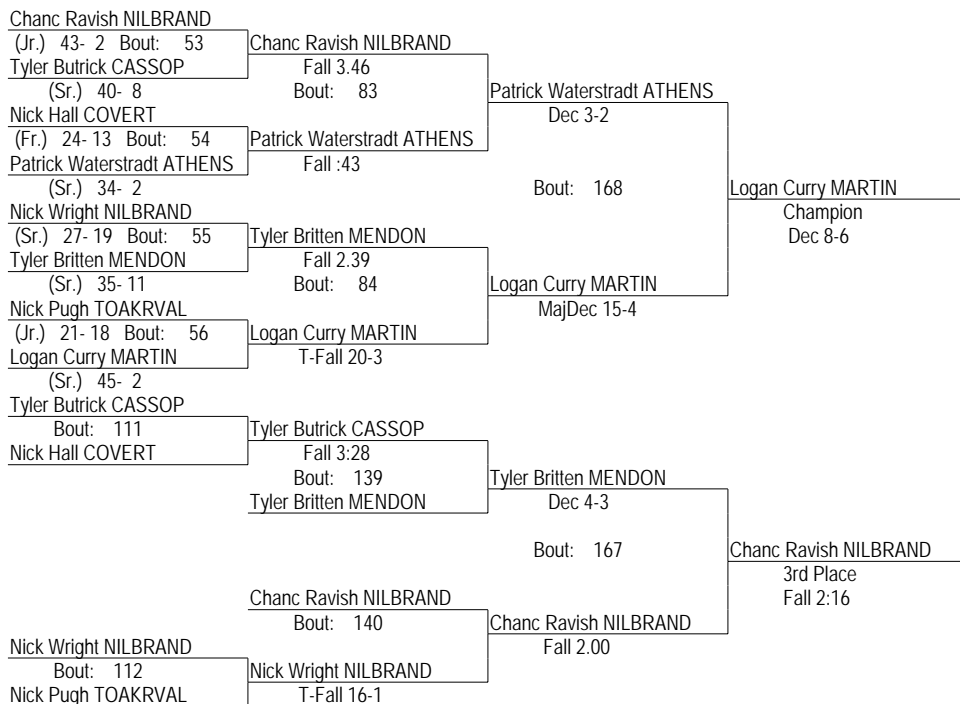 Chanc Ravish NILBRAND
(Jr.) 43- 2 Bout: 53
Chanc Ravish NILBRAND
Tyler Butrick CASSOP
Fall 3.46
(Sr.) 40- 8
Bout: 83
Patrick Waterstradt ATHENS
Nick Hall COVERT
Dec 3-2
(Fr.) 24- 13 Bout: 54
Patrick Waterstradt ATHENS
Patrick Waterstradt ATHENS
Fall :43
(Sr.) 34- 2
Bout: 168
Logan Curry MARTIN
Nick Wright NILBRAND
Champion
(Sr.) 27- 19 Bout: 55
Tyler Britten MENDON
Dec 8-6
Tyler Britten MENDON
Fall 2.39
(Sr.) 35- 11
Bout: 84
Logan Curry MARTIN
Nick Pugh TOAKRVAL
MajDec 15-4
(Jr.) 21- 18 Bout: 56
Logan Curry MARTIN
Logan Curry MARTIN
T-Fall 20-3
(Sr.) 45- 2
Tyler Butrick CASSOP
Bout: 111
Tyler Butrick CASSOP
Nick Hall COVERT
Fall 3:28
Bout: 139
Tyler Britten MENDON
Tyler Britten MENDON
Dec 4-3
Bout: 167
Chanc Ravish NILBRAND
3rd Place
Chanc Ravish NILBRAND
Fall 2:16
Bout: 140
Chanc Ravish NILBRAND
Nick Wright NILBRAND
Fall 2.00
Bout: 112
Nick Wright NILBRAND
Nick Pugh TOAKRVAL
T-Fall 16-1